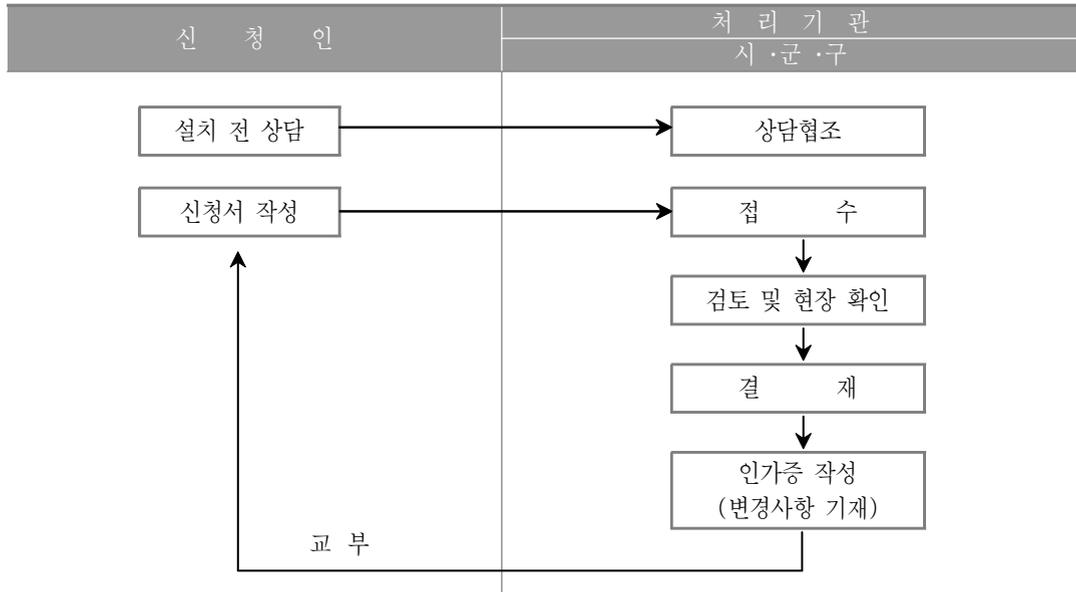 신 청 인
처 리 기 관
시 ·군 ·구
설치 전 상담
상담협조
신청서 작성
접 수
검토 및 현장 확인
결 재
인가증 작성
(변경사항 기재)
교 부